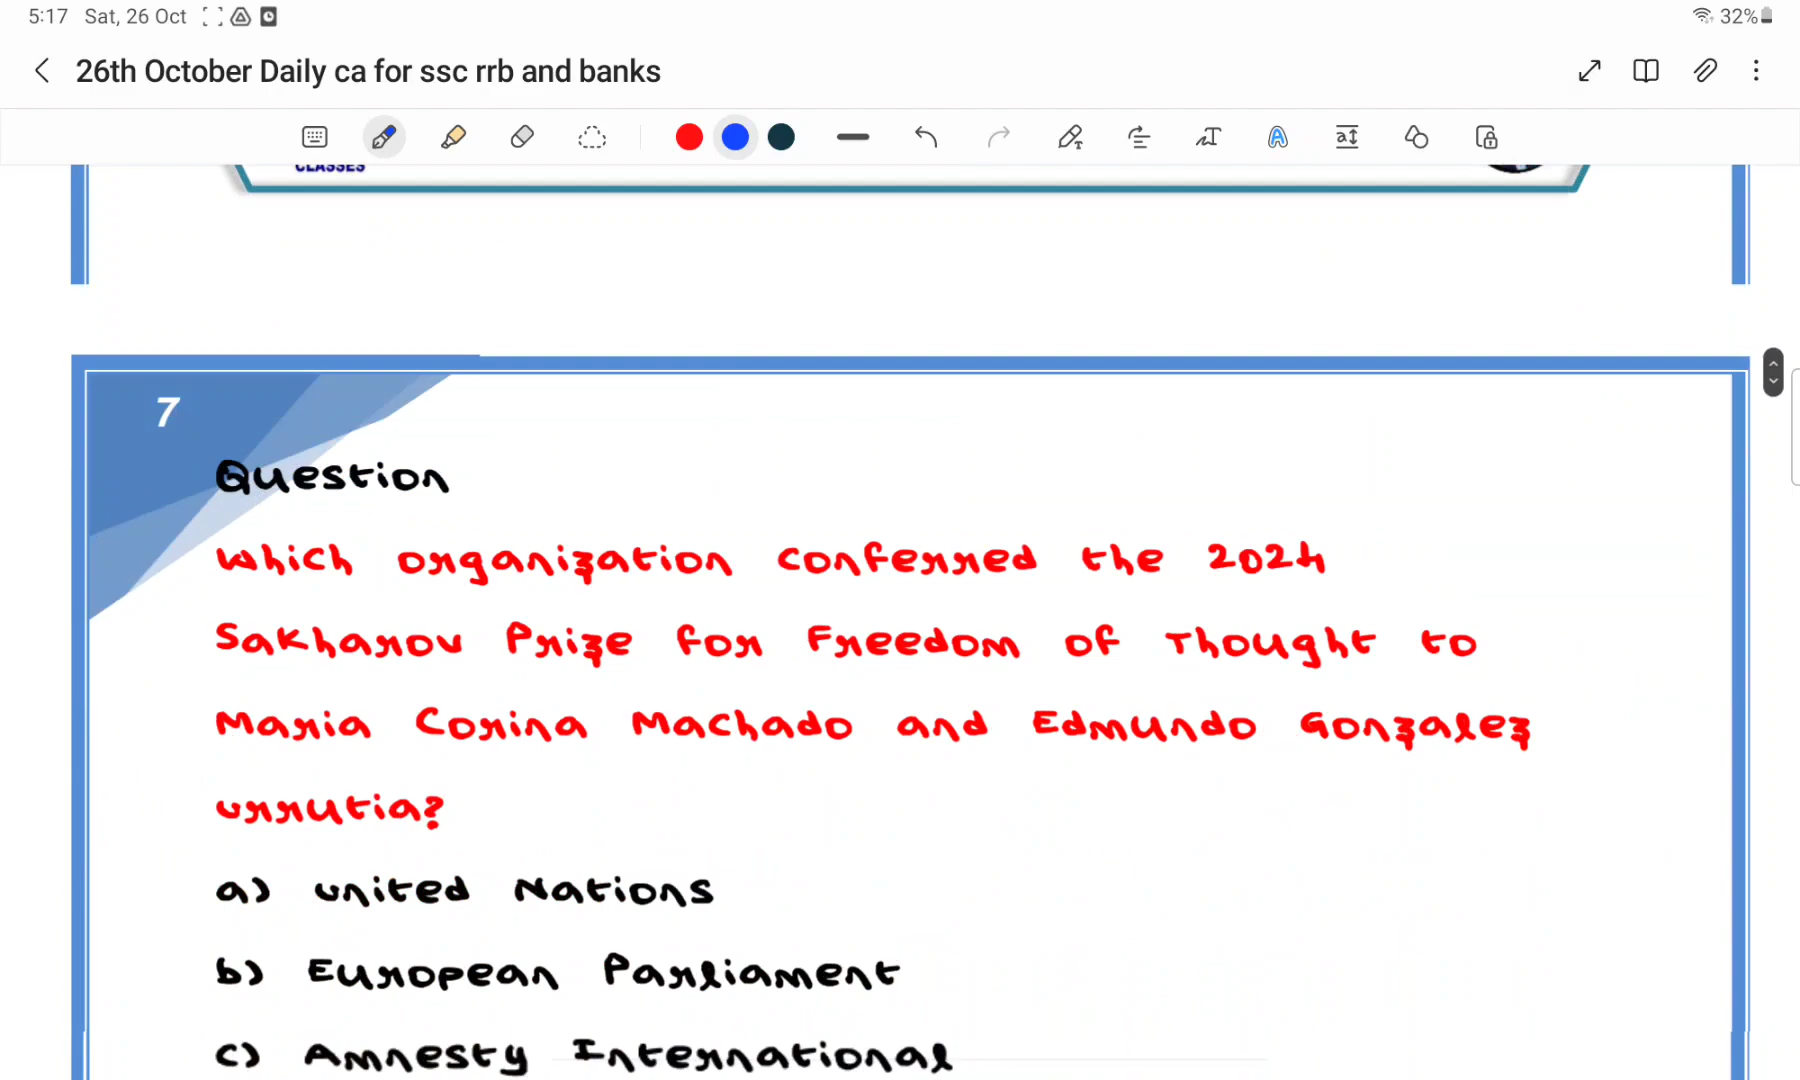 5:17 Sat, 26 Oct
32%
26th October Daily ca for ssc rrb and banks
CLASSES
7
Question
Which organization conferred the 2024
Sakharov Prize for Freedom of Thought to
Maria Corina Machado and Edmundo Gonzalez
Urrutia?
a) United Nations
b) European Parliament
c) Amnesty International